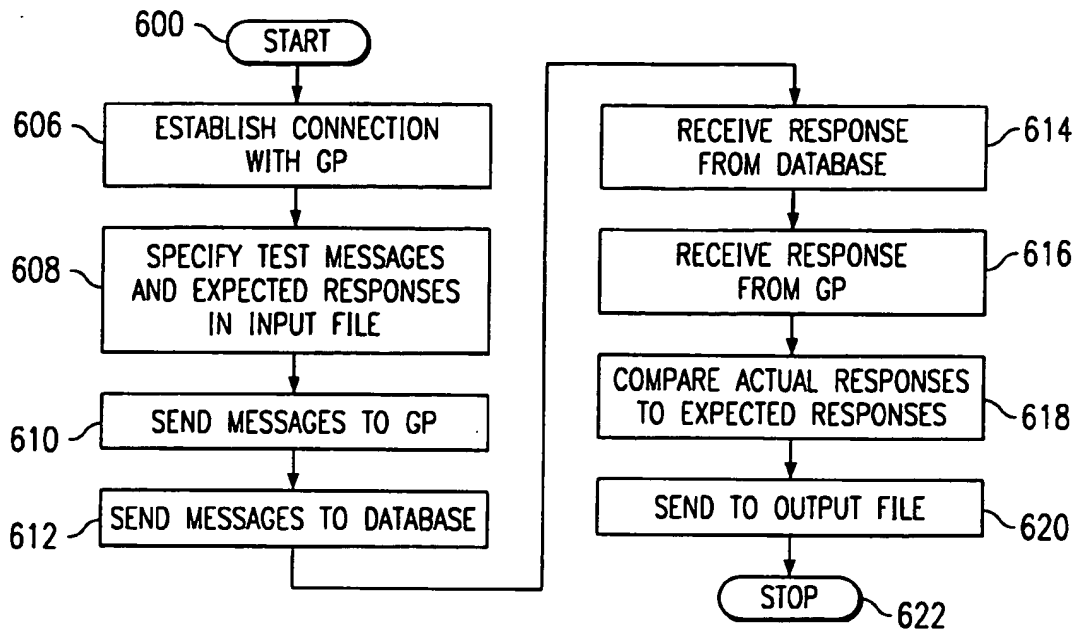 600
START
606
ESTABLISH CONNECTION
WITH GP
608
SPECIFY TEST MESSAGES
AND EXPECTED RESPONSES
IN INPUT FILE
610
SEND MESSAGES TO GP
612
SEND MESSAGES TO DATABASE
RECEIVE RESPONSE
FROM DATABASE
614
RECEIVE RESPONSE
FROM GP
616
COMPARE ACTUAL RESPONSES
TO EXPECTED RESPONSES
618
SEND TO OUTPUT FILE
620
STOP
622